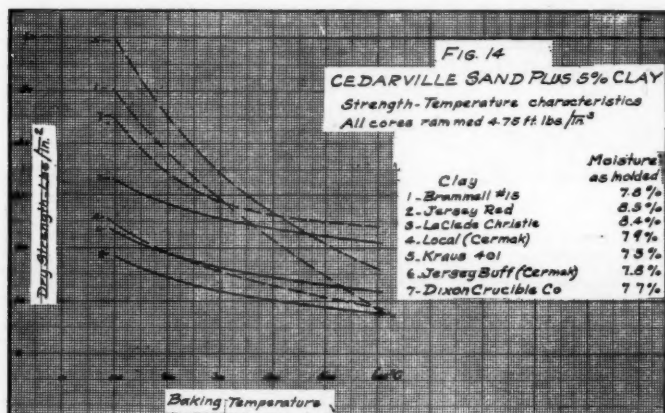 FIG. 14
CEDARVILLE SAND PLUS 5% CLAY
Strength-Temperature characteristics
All cores rammed 4.75 ft. lbs/in.³
Moisture
Clay as molded
1-Brammall #15 7.8%
2-Jersey Red 8.5%
3-LaClede Christie 8.4%
4-Local (Cermak) 7.9%
5-Kraus 401 7.3%
6-Jersey Buff (Cermak) 7.8%
7-Dixon Crucible Co 7.7%
Dry Strength-Lbs/in.²
Baking Temperature